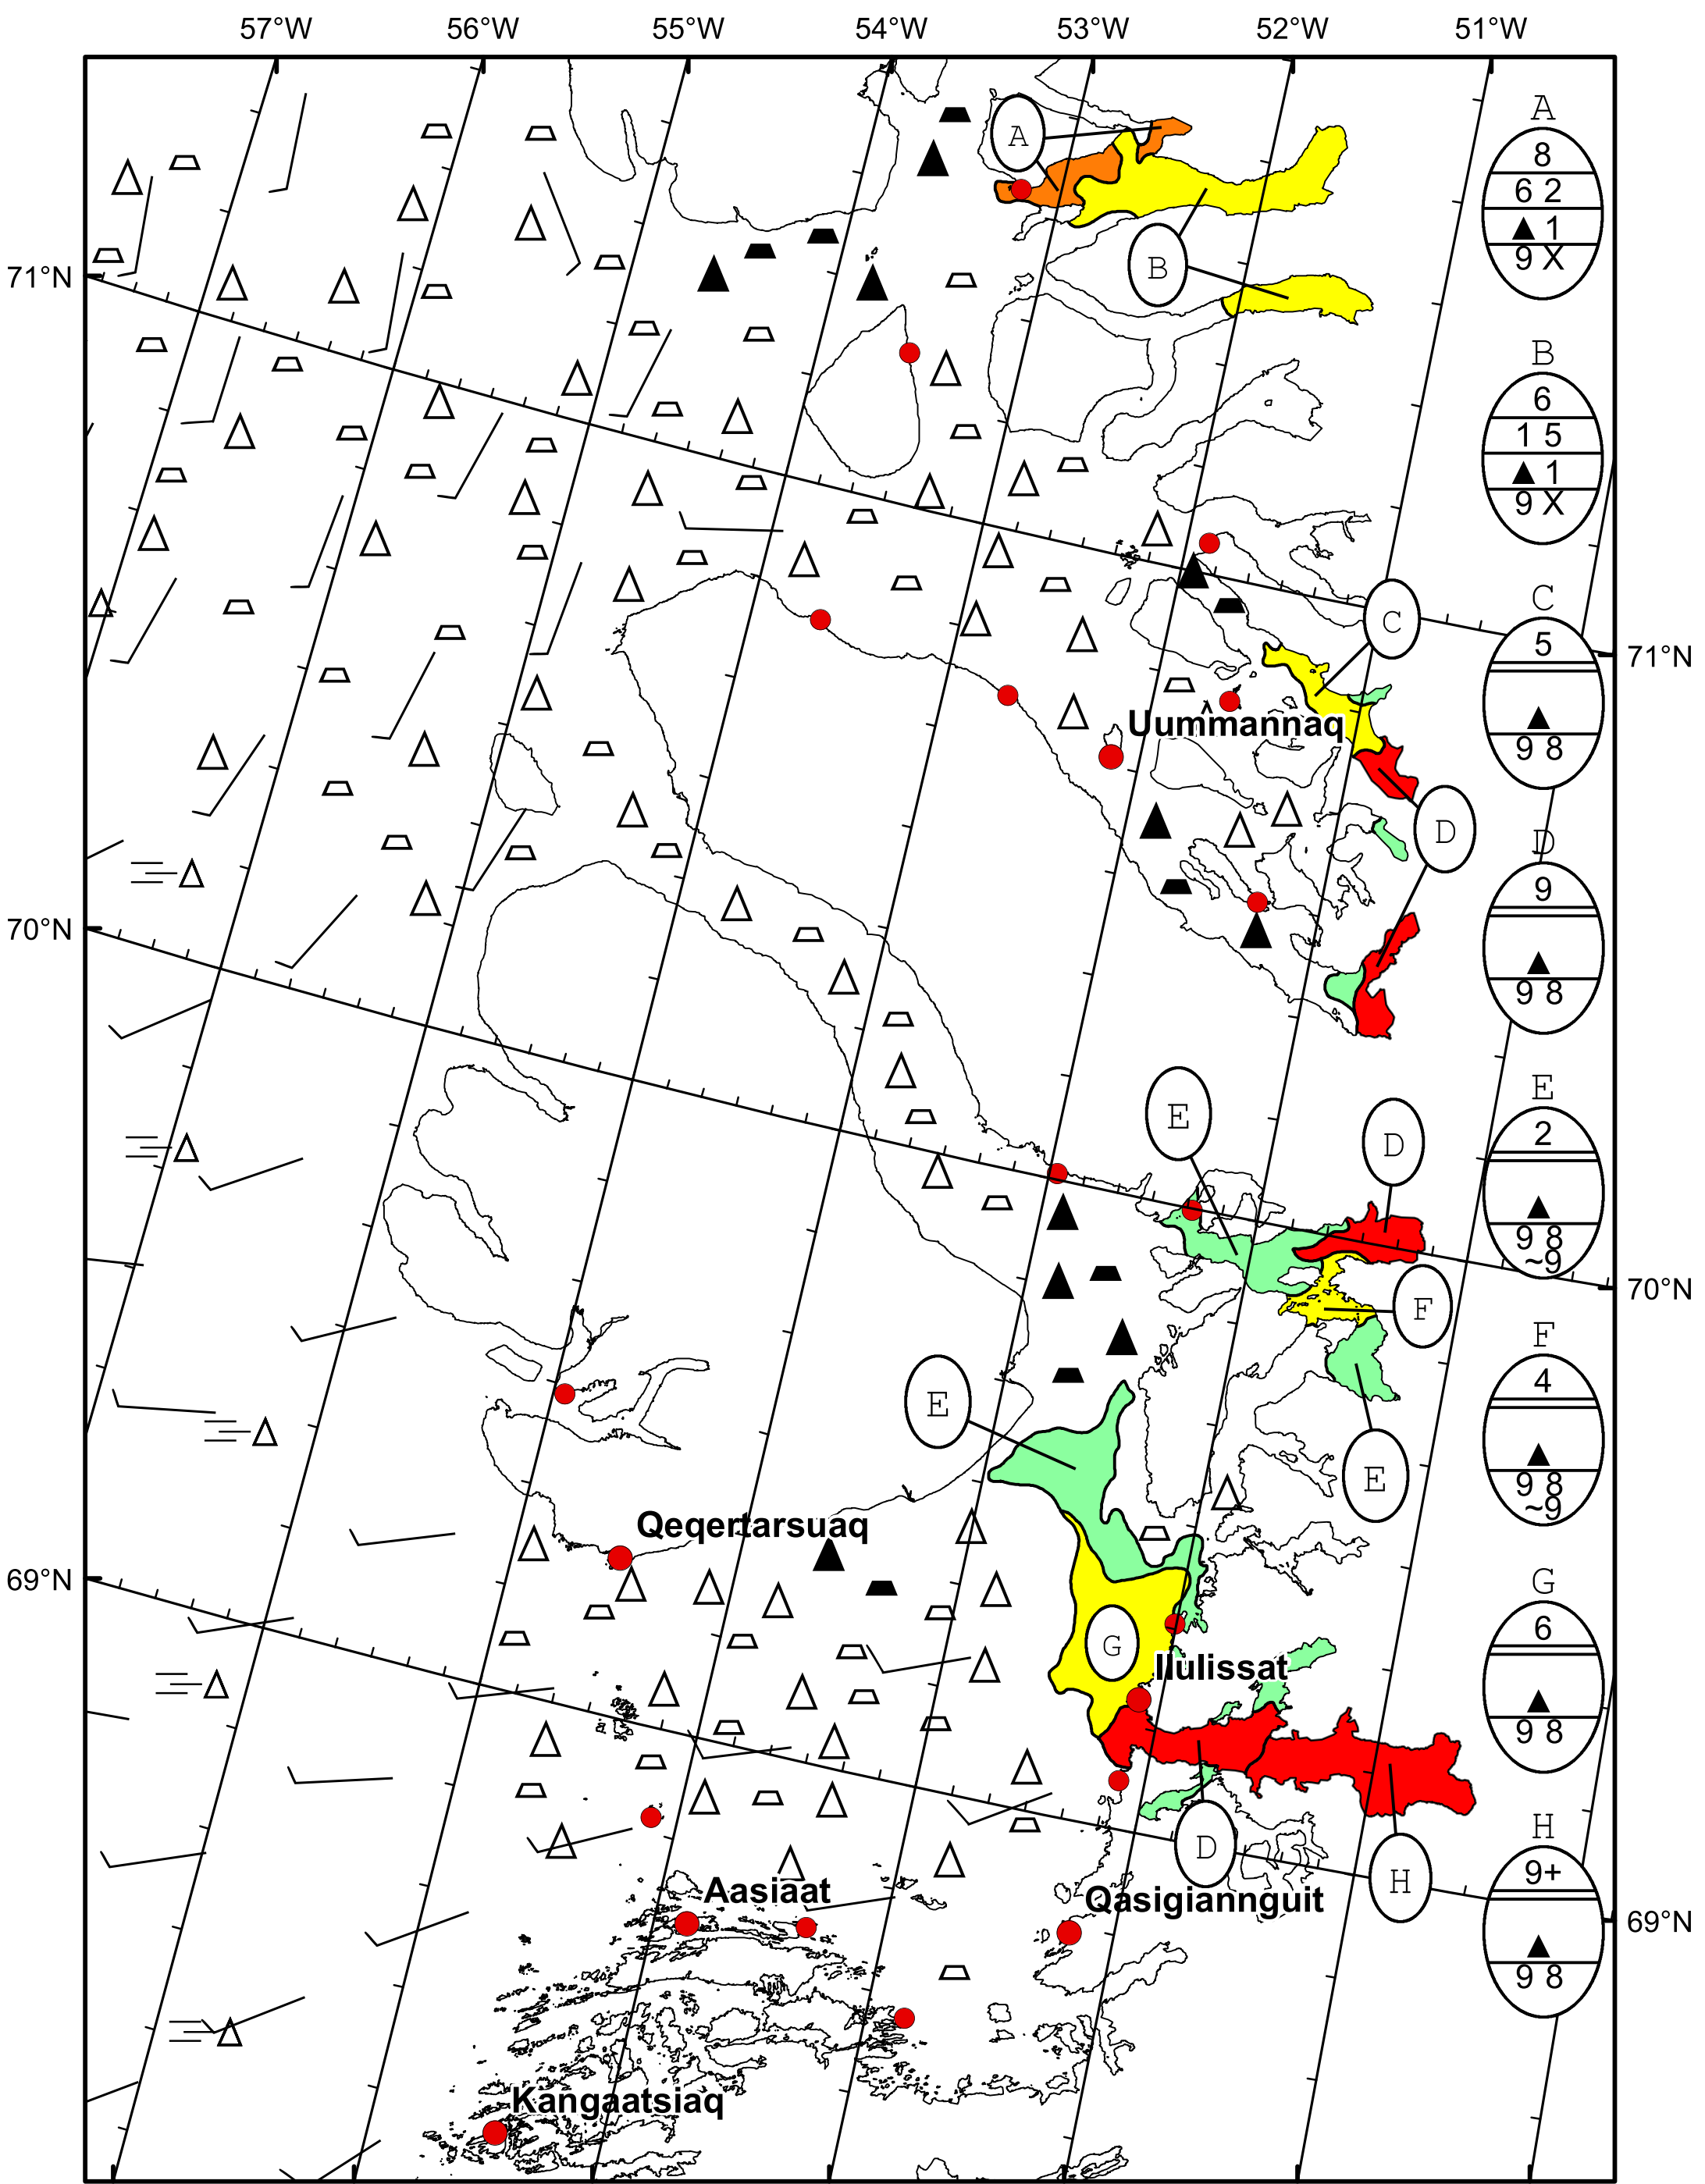 57°W 56°W 55°W 54°W 53°W 52°W 51°W
A
8
6 2
▲ 1
9 X
A
B
71°N
B
6
1 5
▲ 1
9 X
C
5
▲
9 8
C
71°N
Uummannaq
D
D
9
▲
9 8
70°N
E
2
▲
9 8
~9
E
D
70°N
F
F
4
▲
9 8
~9
E
E
Qeqertarsuaq
69°N
G
6
▲
9 8
G
Ilulissat
H
9+
▲
9 8
D
H
Aasiaat
Qasigiannguit
69°N
Kangaatsiaq